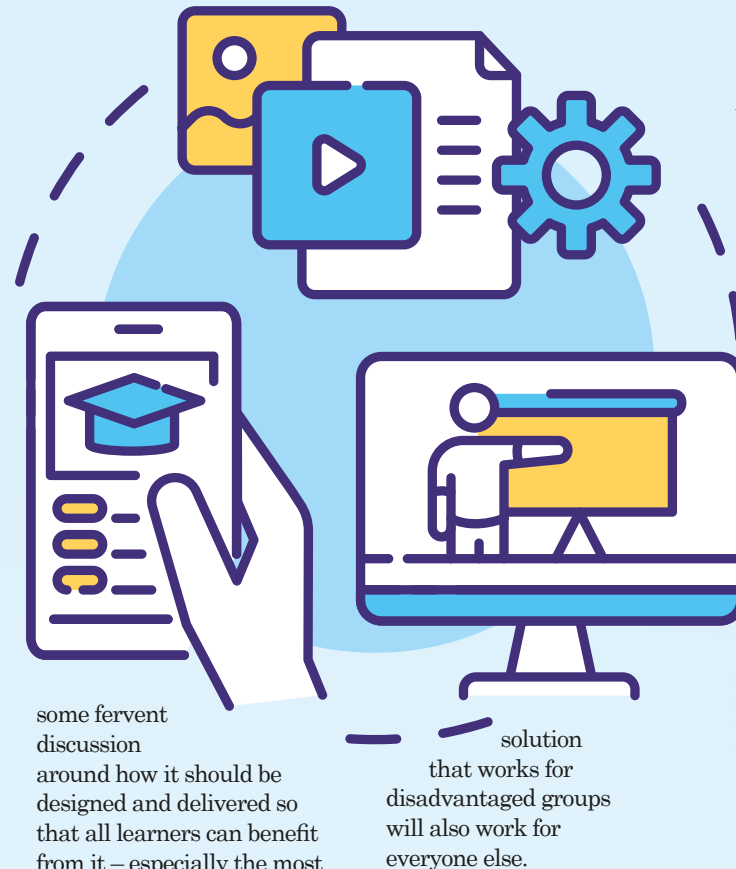 some fervent
discussion
around how it should be
designed and delivered so
that all learners can benefit
from it – especially the most
solution
that works for
disadvantaged groups
will also work for
everyone else.